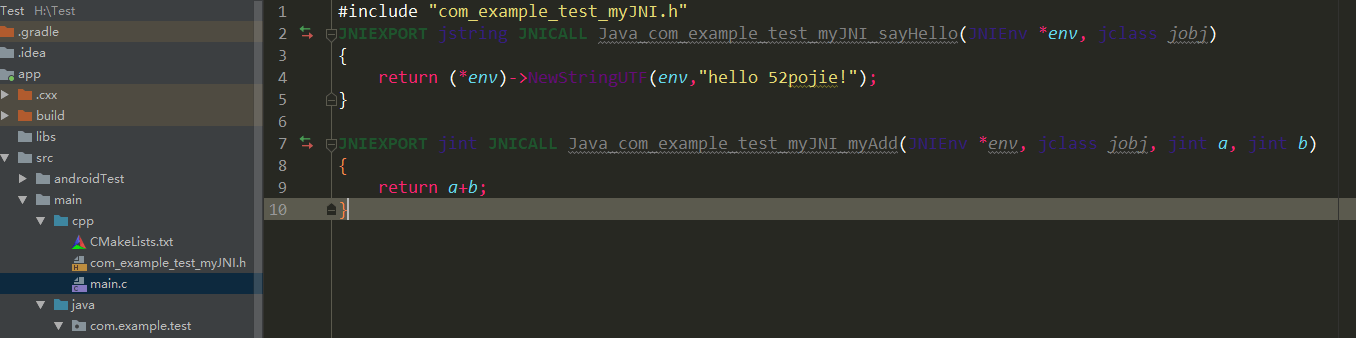 Test H:\Test
.gradle
.idea
app
.cxx
build
libs
src
androidTest
main
cpp
CMakeLists.txt
com_example_test_myJNI.h
main.c
java
com.example.test
1 #include "com_example_test_myJNI.h"
2 JNIEXPORT jstring JNICALL Java_com_example_test_myJNI_sayHello(JNIEnv *env, jclass jobj)
3 {
4 return (*env)->NewStringUTF(env,"hello 52pojie!");
5 }
6
7 JNIEXPORT jint JNICALL Java_com_example_test_myJNI_myAdd(JNIEnv *env, jclass jobj, jint a, jint b)
8 {
9 return a+b;
10 }